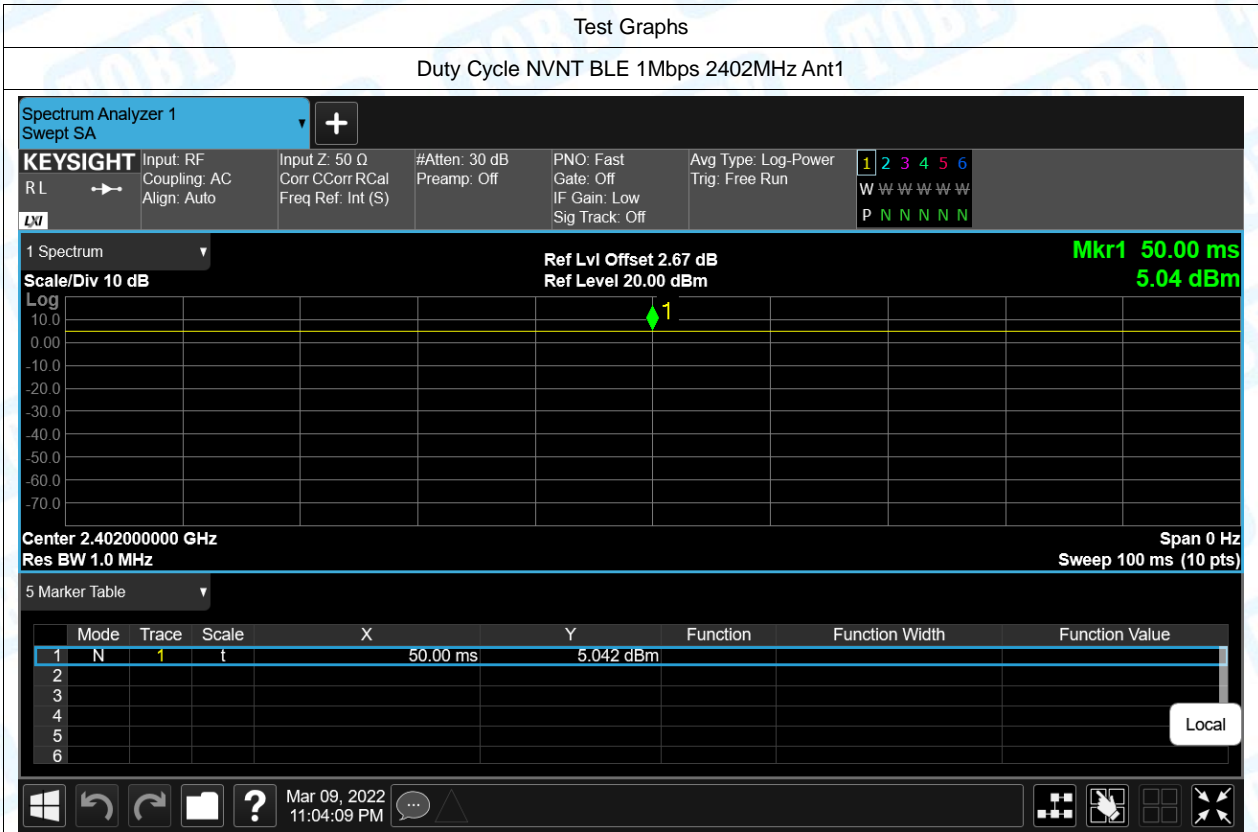 Test Graphs
Duty Cycle NVNT BLE 1Mbps 2402MHz Ant1
Spectrum Analyzer 1
Swept SA
KEYSIGHT Input: RF Input Z: 50 Ω #Atten: 30 dB PNO: Fast Avg Type: Log-Power 1 2 3 4 5 6
R L Coupling: AC Corr CCorr RCal Preamp: Off Gate: Off Trig: Free Run W W W W W W
Align: Auto Freq Ref: Int (S) IF Gain: Low P N N N N N
LXI Sig Track: Off
1 Spectrum
Ref Lvl Offset 2.67 dB Mkr1 50.00 ms
Scale/Div 10 dB Ref Level 20.00 dBm 5.04 dBm
Log
1
10.0
0.00
-10.0
-20.0
-30.0
-40.0
-50.0
-60.0
-70.0
Center 2.402000000 GHz Span 0 Hz
Res BW 1.0 MHz Sweep 100 ms (10 pts)
5 Marker Table
Mode Trace Scale X Y Function Function Width Function Value
1 N 1 t 50.00 ms 5.042 dBm
2
3
4
5
6
Local
? Mar 09, 2022
11:04:09 PM
TOBY